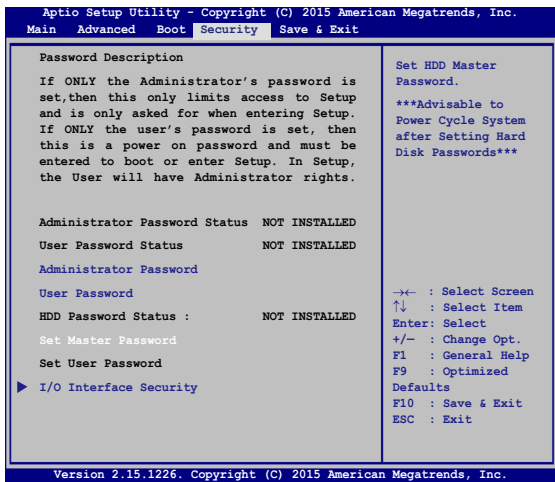 Aptio Setup Utility - Copyright (C) 2015 American Megatrends, Inc.
Main Advanced Boot Security Save & Exit
Password Description
If ONLY the Administrator's password is
set,then this only limits access to Setup
and is only asked for when entering Setup.
If ONLY the user's password is set, then
this is a power on password and must be
entered to boot or enter Setup. In Setup,
the User will have Administrator rights.
Administrator Password Status NOT INSTALLED
User Password Status NOT INSTALLED
Administrator Password
User Password
HDD Password Status : NOT INSTALLED
Set Master Password
Set User Password
I/O Interface Security
Set HDD Master
Password.
***Advisable to
Power Cycle System
after Setting Hard
Disk Passwords***
→← : Select Screen
↑↓ : Select Item
Enter: Select
+/— : Change Opt.
F1 : General Help
F9 : Optimized
Defaults
F10 : Save & Exit
ESC : Exit
Version 2.15.1226. Copyright (C) 2015 American Megatrends, Inc.